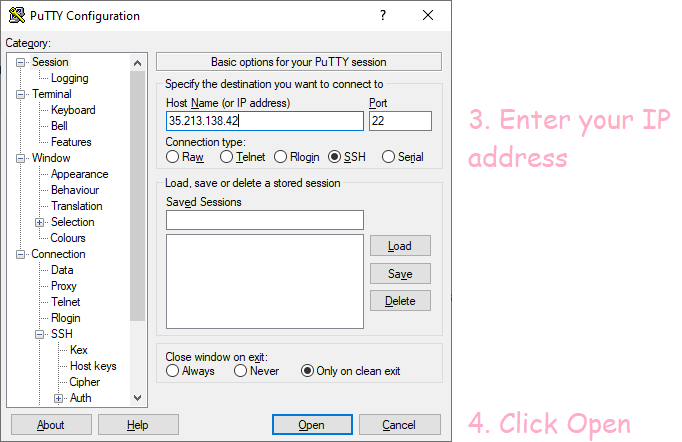 PuTTY Configuration
?
Category:
Session
Logging
Terminal
Keyboard
Bell
Features
Window
Appearance
Behaviour
Translation
Selection
Colours
Connection
Data
Proxy
Telnet
Rlogin
SSH
Kex
Host keys
Cipher
Auth
Basic options for your PuTTY session
Specify the destination you want to connect to
Host Name (or IP address) Port
35.213.138.42 22
Connection type:
Raw Telnet Rlogin SSH Serial
Load, save or delete a stored session
Saved Sessions
Load
Save
Delete
Close window on exit:
Always Never Only on clean exit
About Help Open Cancel
3. Enter your IP
address
4. Click Open